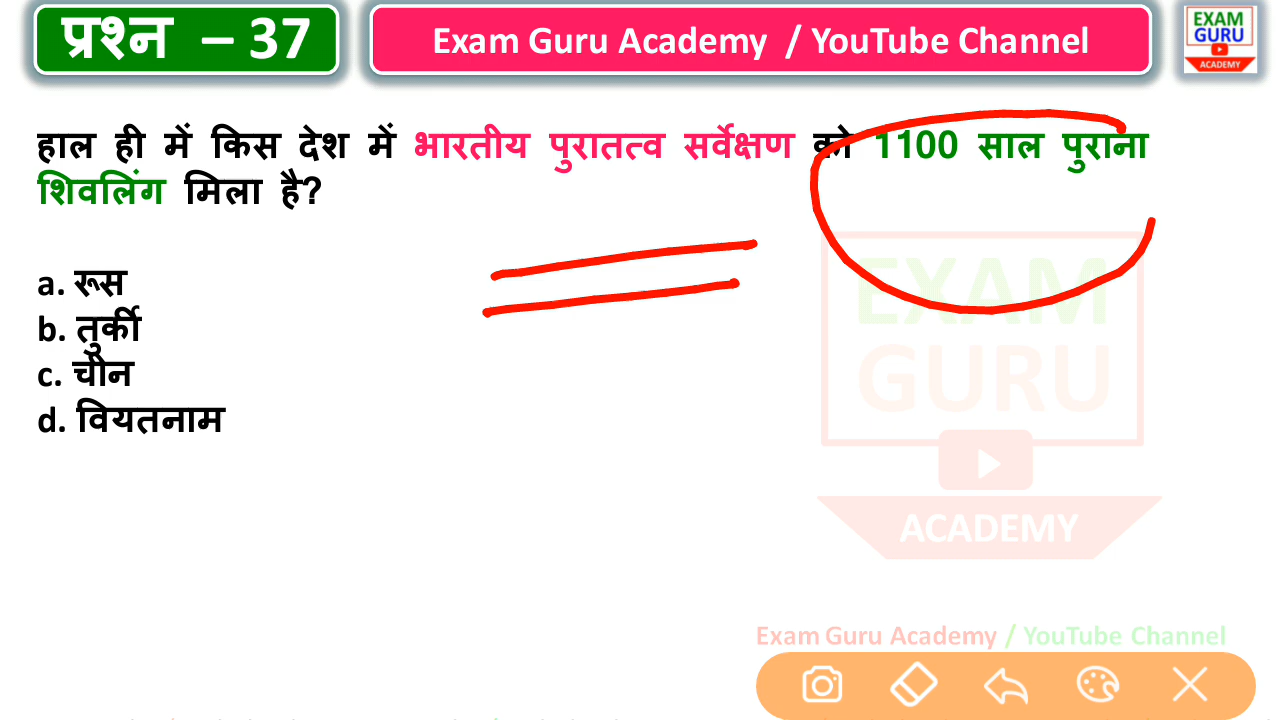 प्रश्न – 37
Exam Guru Academy / YouTube Channel
EXAM
GURU
ACADEMY
हाल ही में किस देश में भारतीय पुरातत्व सर्वेक्षण को 1100 साल पुराना
शिवलिंग मिला है?
a. रूस
b. तुर्की
c. चीन
d. वियतनाम
EXAM
GURU
ACADEMY
Exam Guru Academy / YouTube Channel